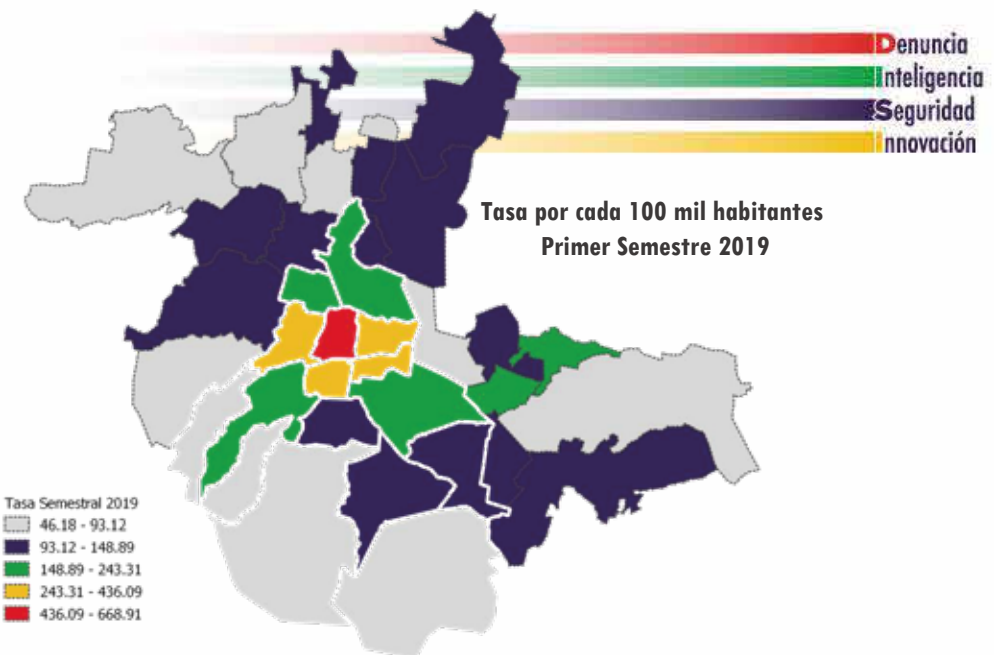 Denuncia
Inteligencia
Seguridad
Innovación
Tasa por cada 100 mil habitantes
Primer Semestre 2019
Tasa Semestral 2019
46.18 - 93.12
93.12 - 148.89
148.89 - 243.31
243.31 - 436.09
436.09 - 668.91